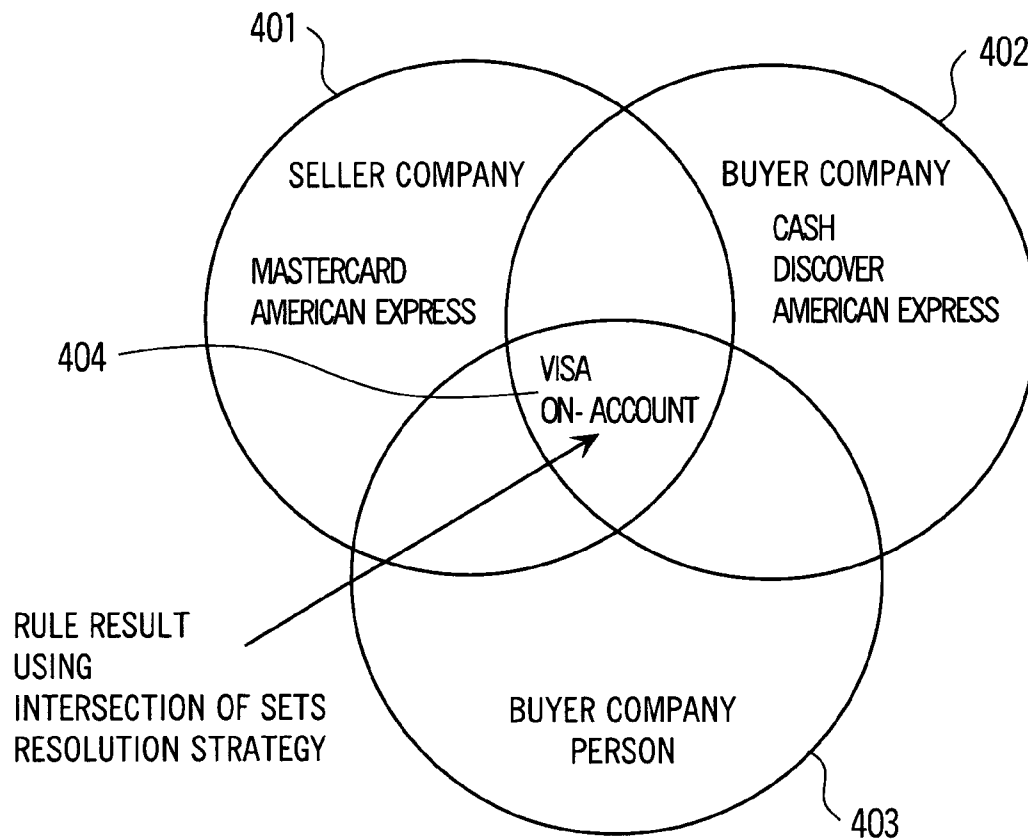 401
402
SELLER COMPANY
MASTERCARD
AMERICAN EXPRESS
BUYER COMPANY
CASH
DISCOVER
AMERICAN EXPRESS
404
VISA
ON-ACCOUNT
RULE RESULT
USING
INTERSECTION OF SETS
RESOLUTION STRATEGY
BUYER COMPANY
PERSON
403